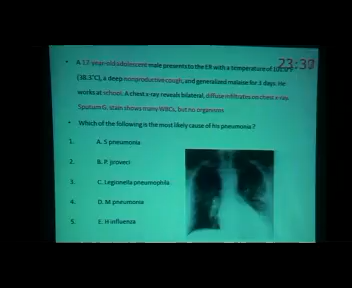 23:30
• A 17-year-old adolescent male presents to the ER with a temperature of 101
(38.3°C), a deep nonproductive cough, and generalized malaise for 3 days. He
works at school. A chest x-ray reveals bilateral, diffuse infiltrates on chest x-ray.
Sputum G. stain shows many WBCs, but no organisms
• Which of the following is the most likely cause of his pneumonia?
1. A. S pneumonia
2. B. P. proveci
3. C. Legionella pneumophila
4. D. M pneumonia
5. E. H influenza